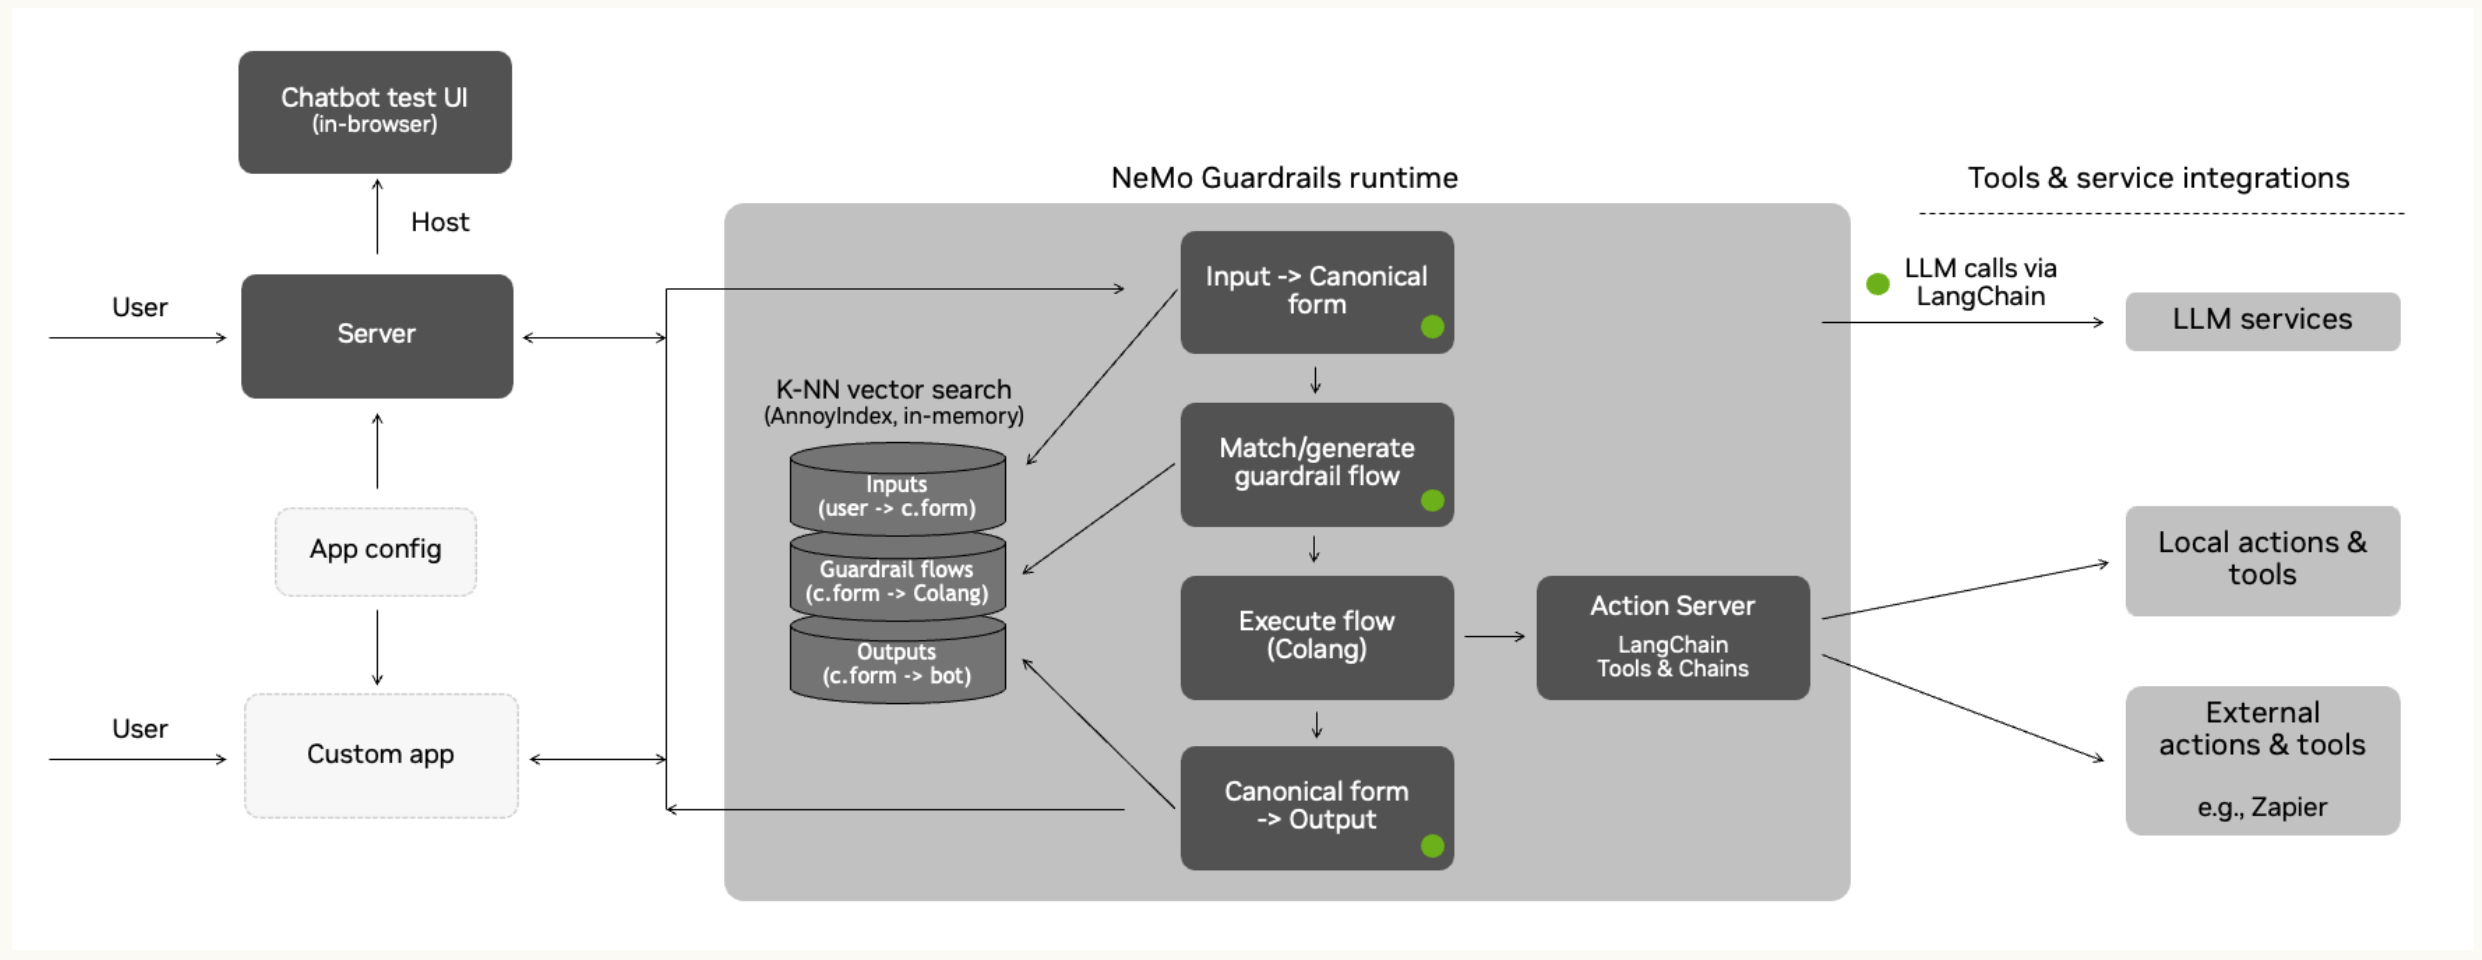 Chatbot test UI
(in-browser)
Host
User
Server
App config
User
Custom app
NeMo Guardrails runtime
K-NN vector search
(AnnoyIndex, in-memory)
Inputs
(user -> c.form)
Guardrail flows
(c.form -> Colang)
Outputs
(c.form -> bot)
Input -> Canonical
form
Match/generate
guardrail flow
Execute flow
(Colang)
Canonical form
-> Output
Action Server
LangChain
Tools & Chains
Tools & service integrations
LLM calls via
LangChain
LLM services
Local actions &
tools
External
actions & tools
e.g., Zapier